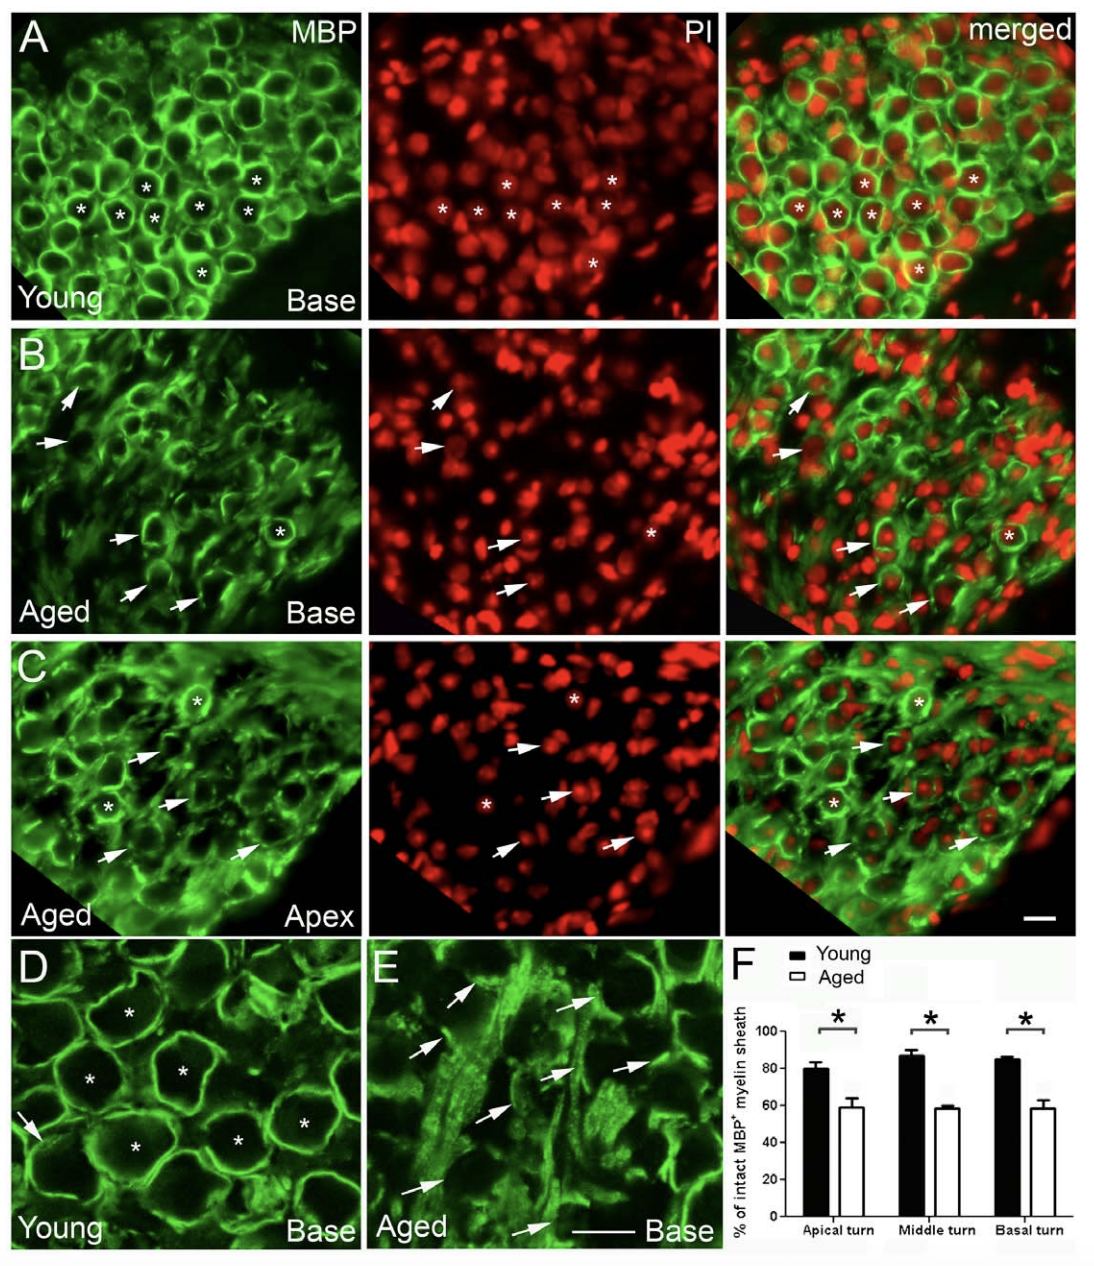 A MBP PI merged
Young Base
B
Aged Base
C
Aged Apex
D E F
Young
Aged
Young Base Aged Base
% of intact MBP⁺ myelin sheath
100
80
60
40
20
0
* * *
Apical turn Middle turn Basal turn